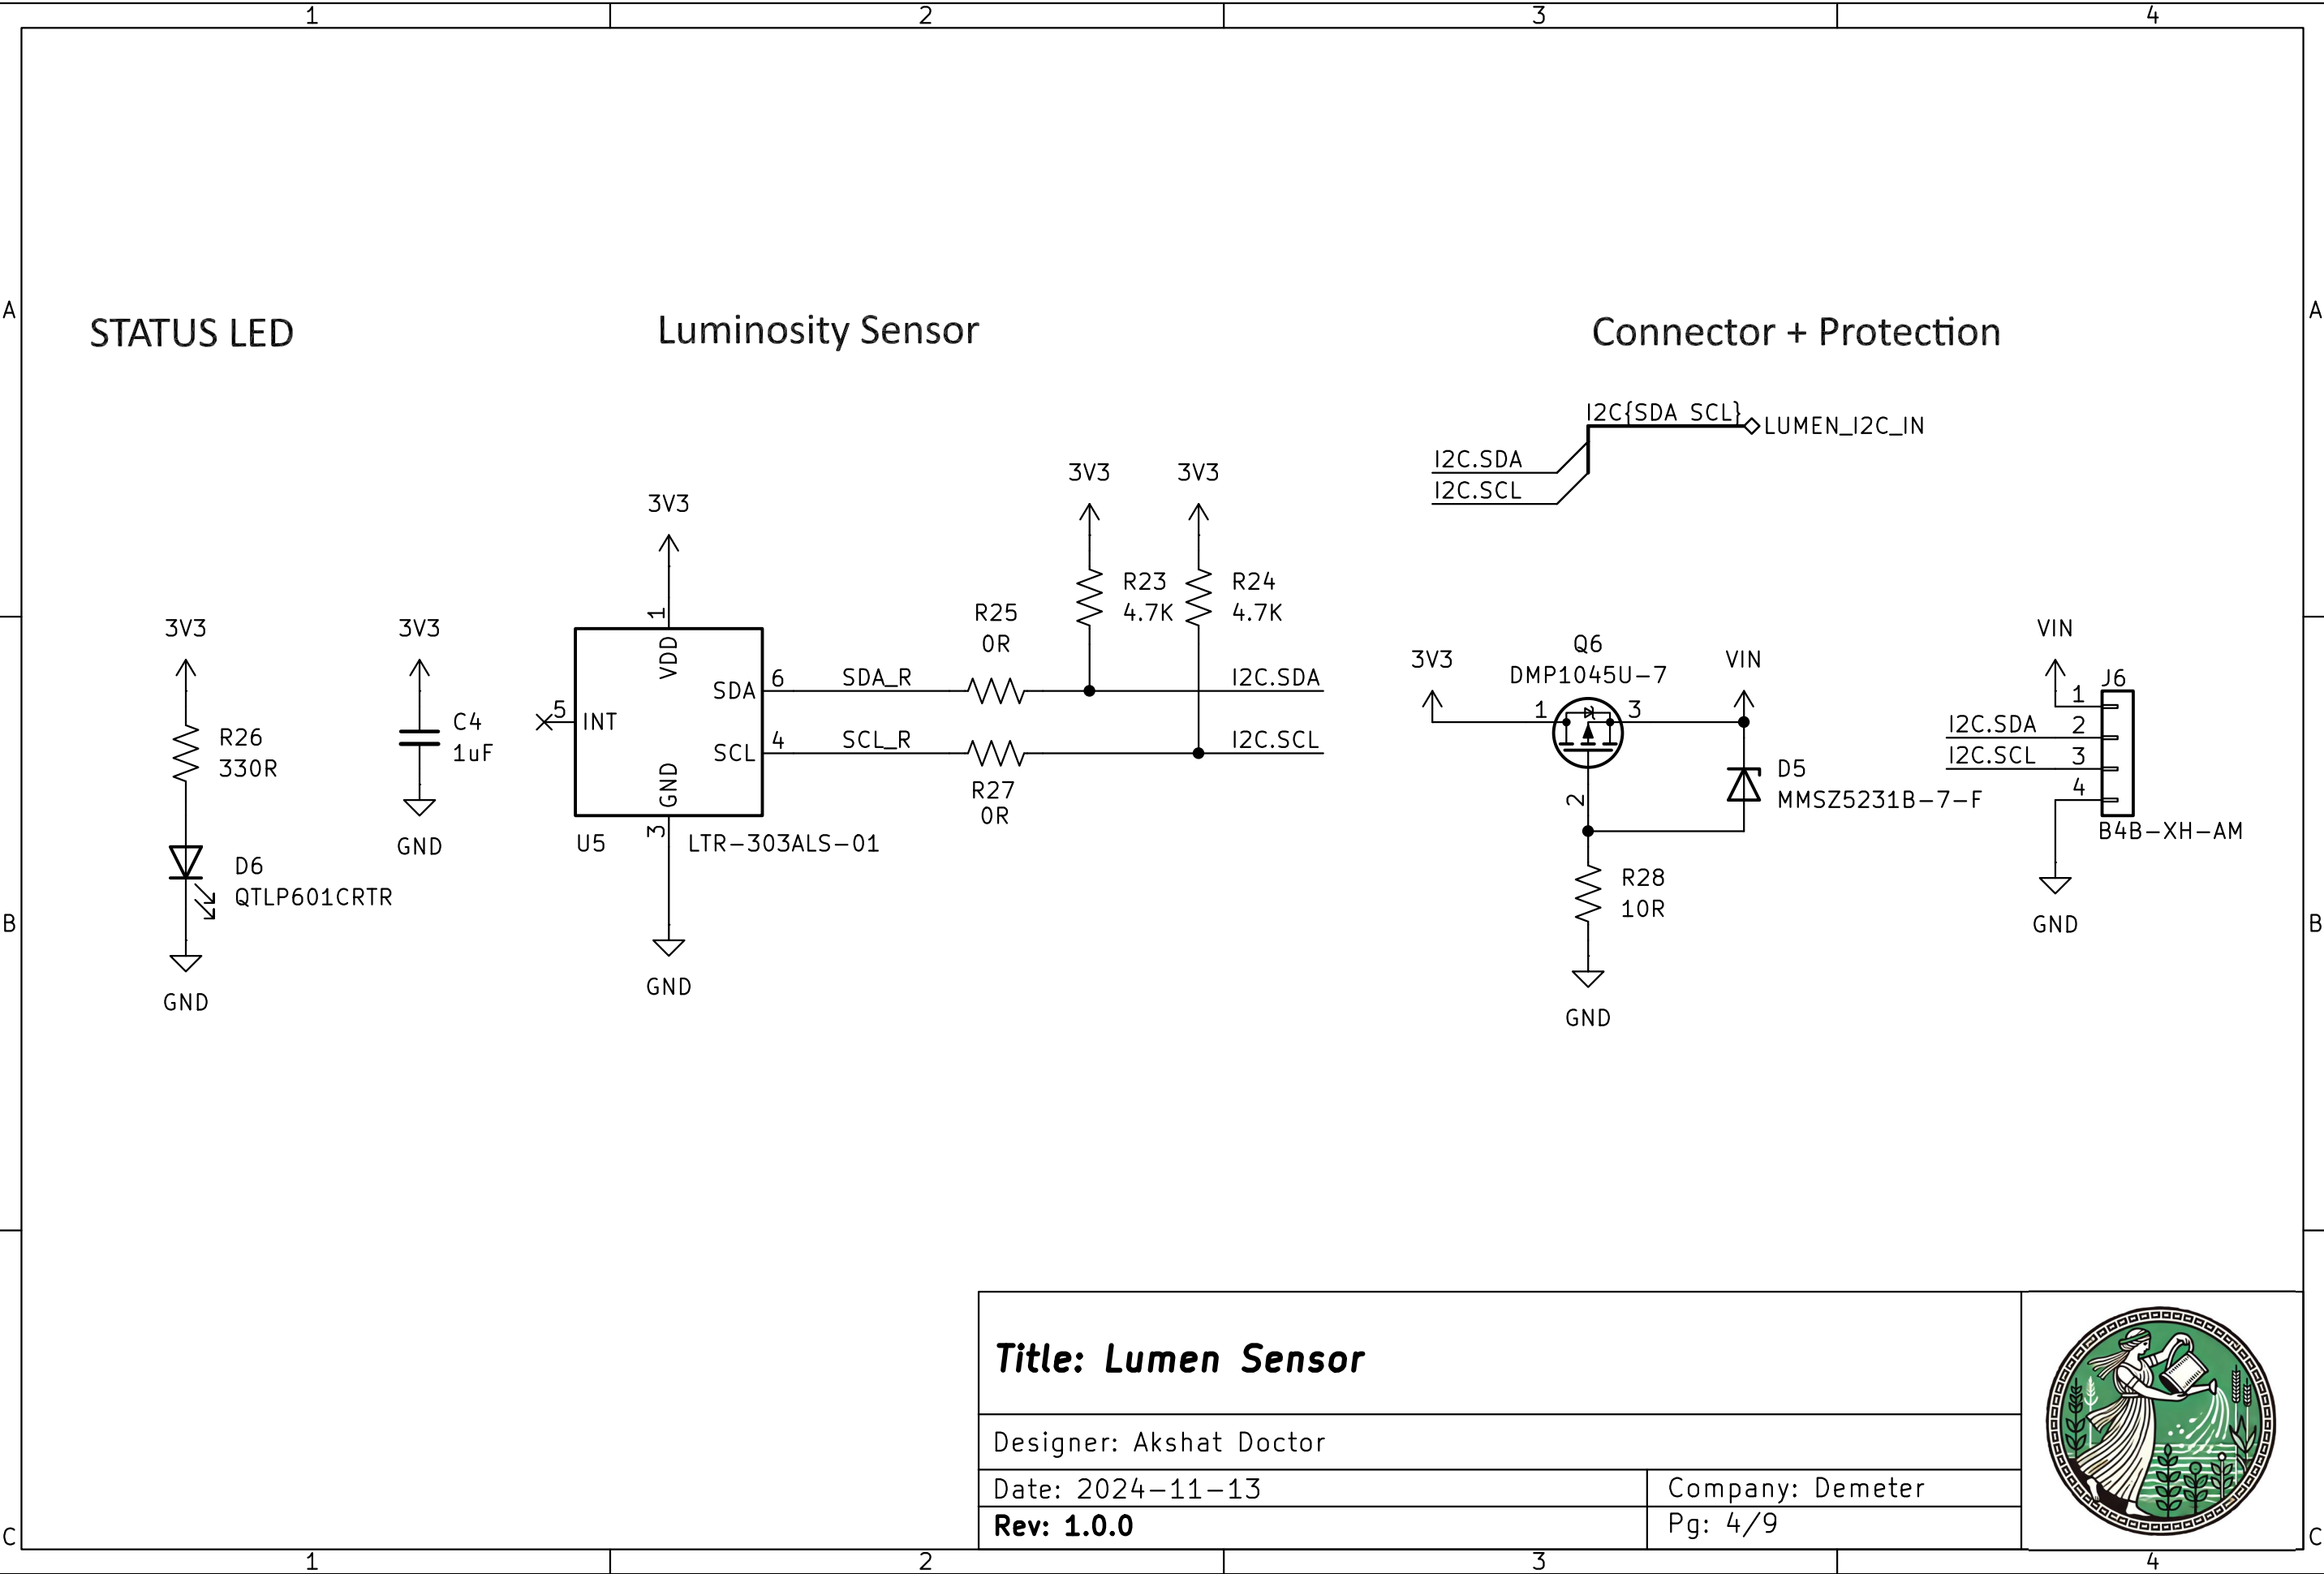 1 2 3 4
A A
STATUS LED
Luminosity Sensor
Connector + Protection
I2C{SDA SCL}
LUMEN_I2C_IN
I2C.SDA
I2C.SCL
3V3 3V3
3V3
R23
4.7K
R24
4.7K
R25
0R
3V3
3V3
1
VDD
SDA
6
SDA_R
I2C.SDA
5
INT
SCL
4
SCL_R
I2C.SCL
GND
3
R27
0R
U5
LTR-303ALS-01
GND
R26
330R
C4
1uF
GND
D6
QTLP601CRTR
GND
Q6
DMP1045U-7
3V3
VIN
1
3
2
D5
MMSZ5231B-7-F
R28
10R
GND
VIN
J6
1
I2C.SDA
2
I2C.SCL
3
4
B4B-XH-AM
GND
B B
Title: Lumen Sensor
Designer: Akshat Doctor
Date: 2024-11-13
Company: Demeter
Rev: 1.0.0
Pg: 4/9
C C
1 2 3 4